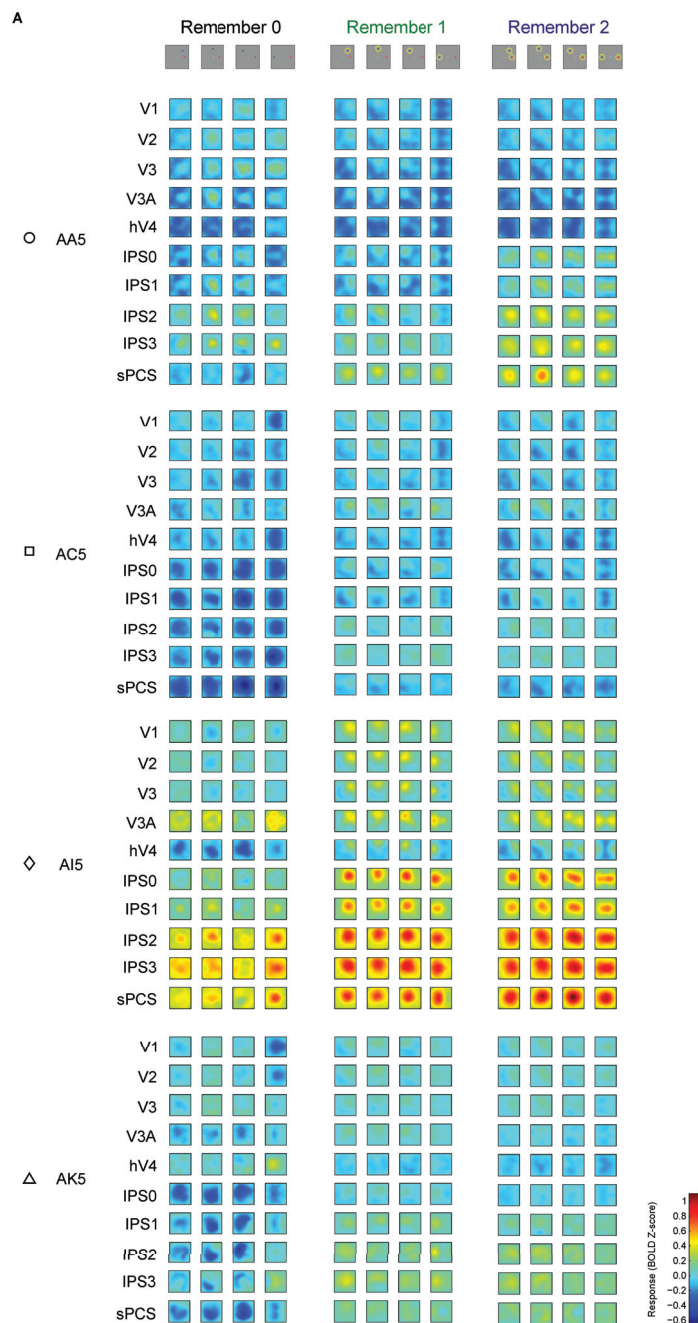 A
Remember 0 Remember 1 Remember 2
V1
V2
V3
V3A
hV4
AA5
IPS0
IPS1
IPS2
IPS3
sPCS
V1
V2
V3
V3A
hV4
AC5
IPS0
IPS1
IPS2
IPS3
sPCS
V1
V2
V3
V3A
hV4
AI5
IPS0
IPS1
IPS2
IPS3
sPCS
V1
V2
V3
V3A
hV4
AK5
IPS0
IPS1
IPS2
IPS3
sPCS
Response (BOLD Z-score)
1
0.8
0.6
0.4
0.2
0.0
−0.2
−0.4
−0.6